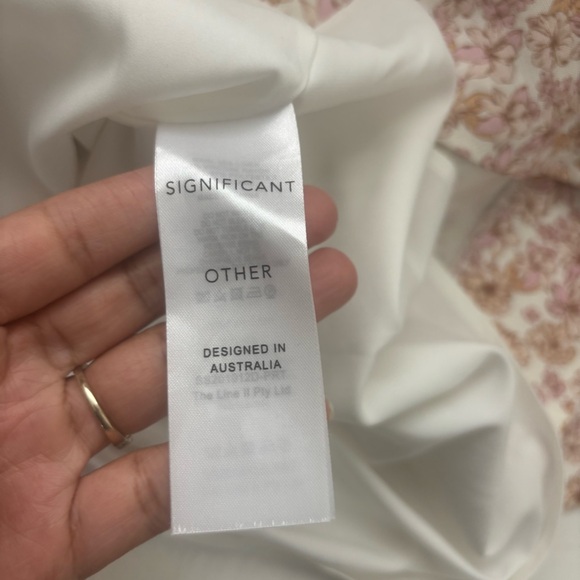 SIGNIFICANT
OTHER
DESIGNED IN
AUSTRALIA
The Line II Pty Ltd